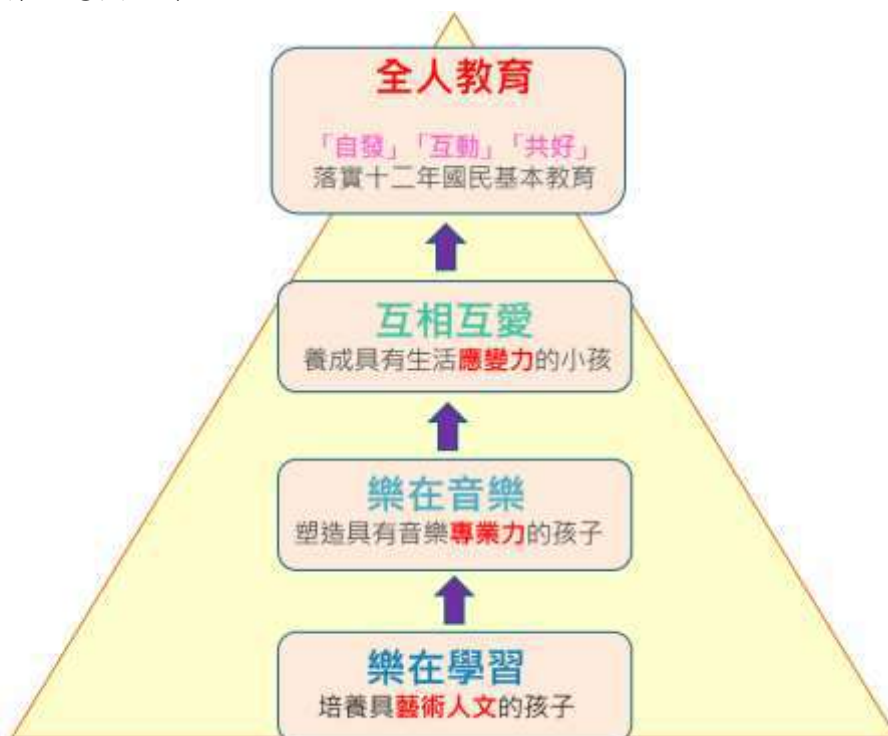 全人教育
「自發」「互動」「共好」
落實十二年國民基本教育
互相互愛
養成具有生活應變力的小孩
樂在音樂
塑造具有音樂專業力的孩子
樂在學習
培養具藝術人文的孩子